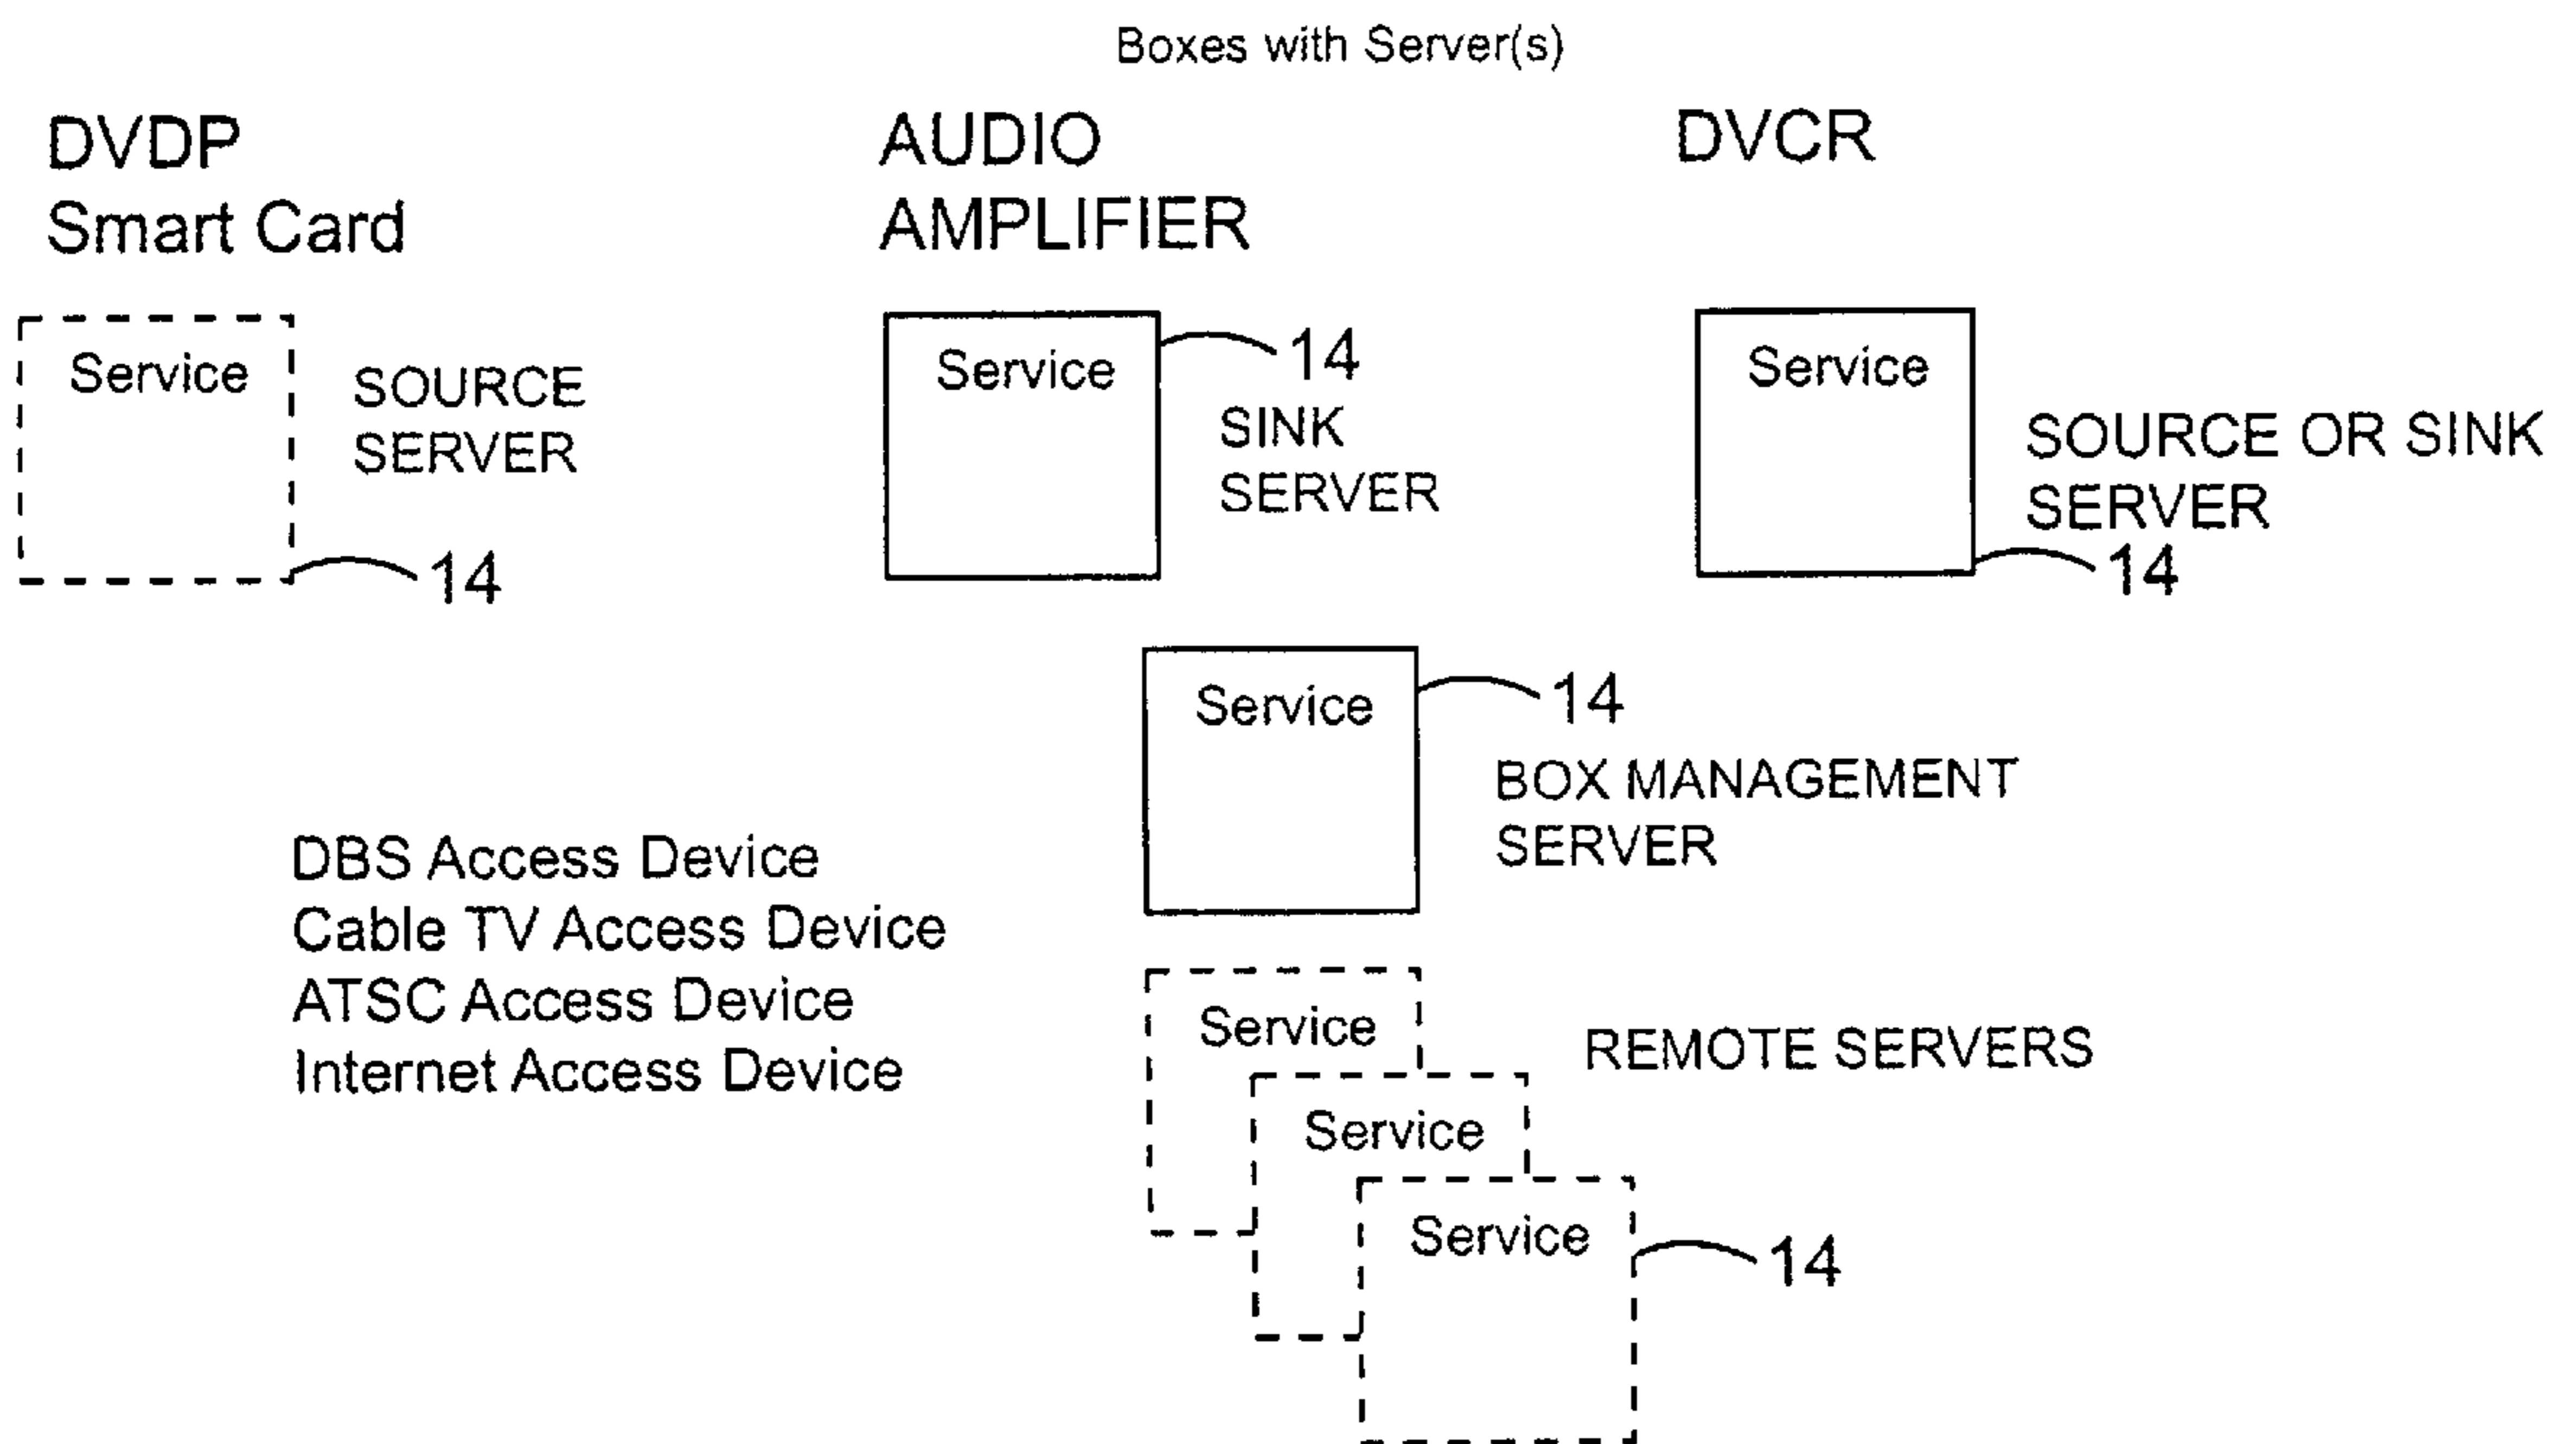 Boxes with Server(s)
DVDP
Smart Card
Service
SOURCE
SERVER
14
AUDIO
AMPLIFIER
Service
14
SINK
SERVER
DVCR
Service
SOURCE OR SINK
SERVER
14
Service
14
BOX MANAGEMENT
SERVER
DBS Access Device
Cable TV Access Device
ATSC Access Device
Internet Access Device
Service
REMOTE SERVERS
Service
Service
14